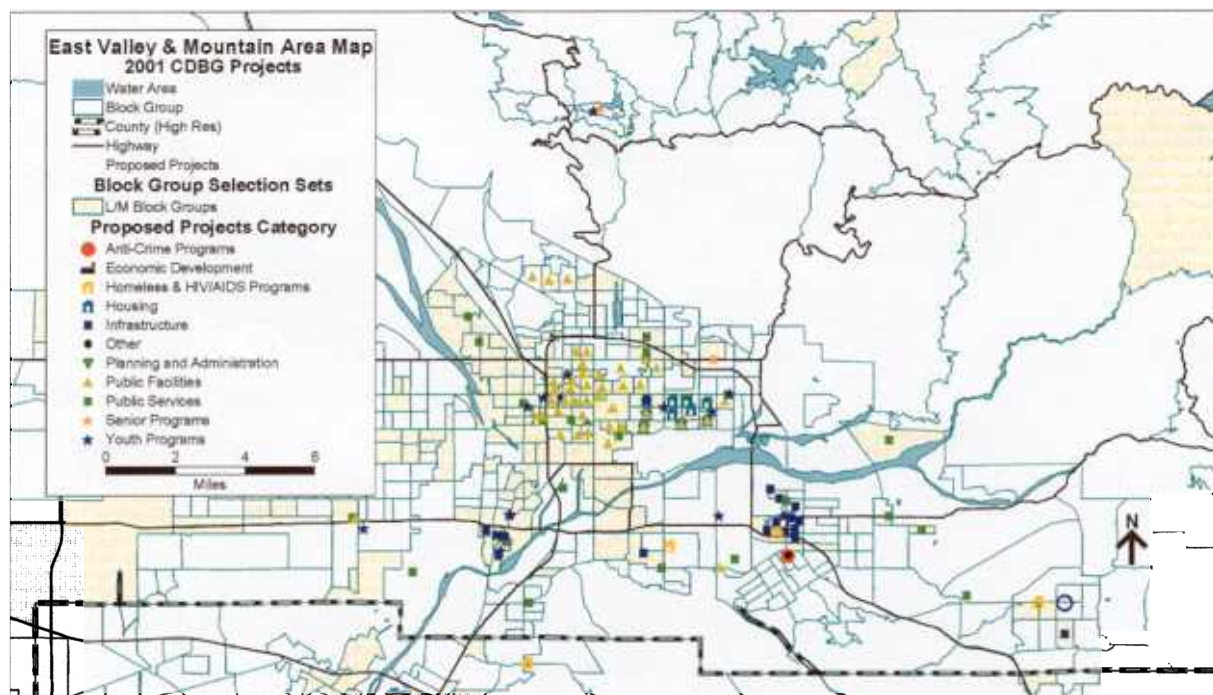 East Valley & Mountain Area Map
2001 CDBG Projects
Water Area
Block Group
County (High Res)
Highway
Proposed Projects
Block Group Selection Sets
L/M Block Groups
Proposed Projects Category
Anti-Crime Programs
Economic Development
Homeless & HIV/AIDS Programs
Housing
Infrastructure
Other
Planning and Administration
Public Facilities
Public Services
Senior Programs
Youth Programs
0 2 4 6
Miles
N